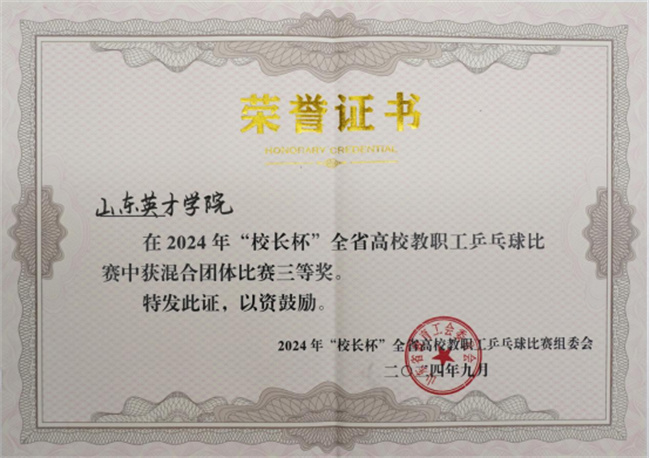 荣誉证书
HONORARY CREDENTIAL
山东英才学院
在2024年“校长杯”全省高校教职工乒乓球比
赛中获混合团体比赛三等奖。
特发此证，以资鼓励。
2024年“校长杯”全省高校教职工乒乓球比赛组委会
二〇二四年九月